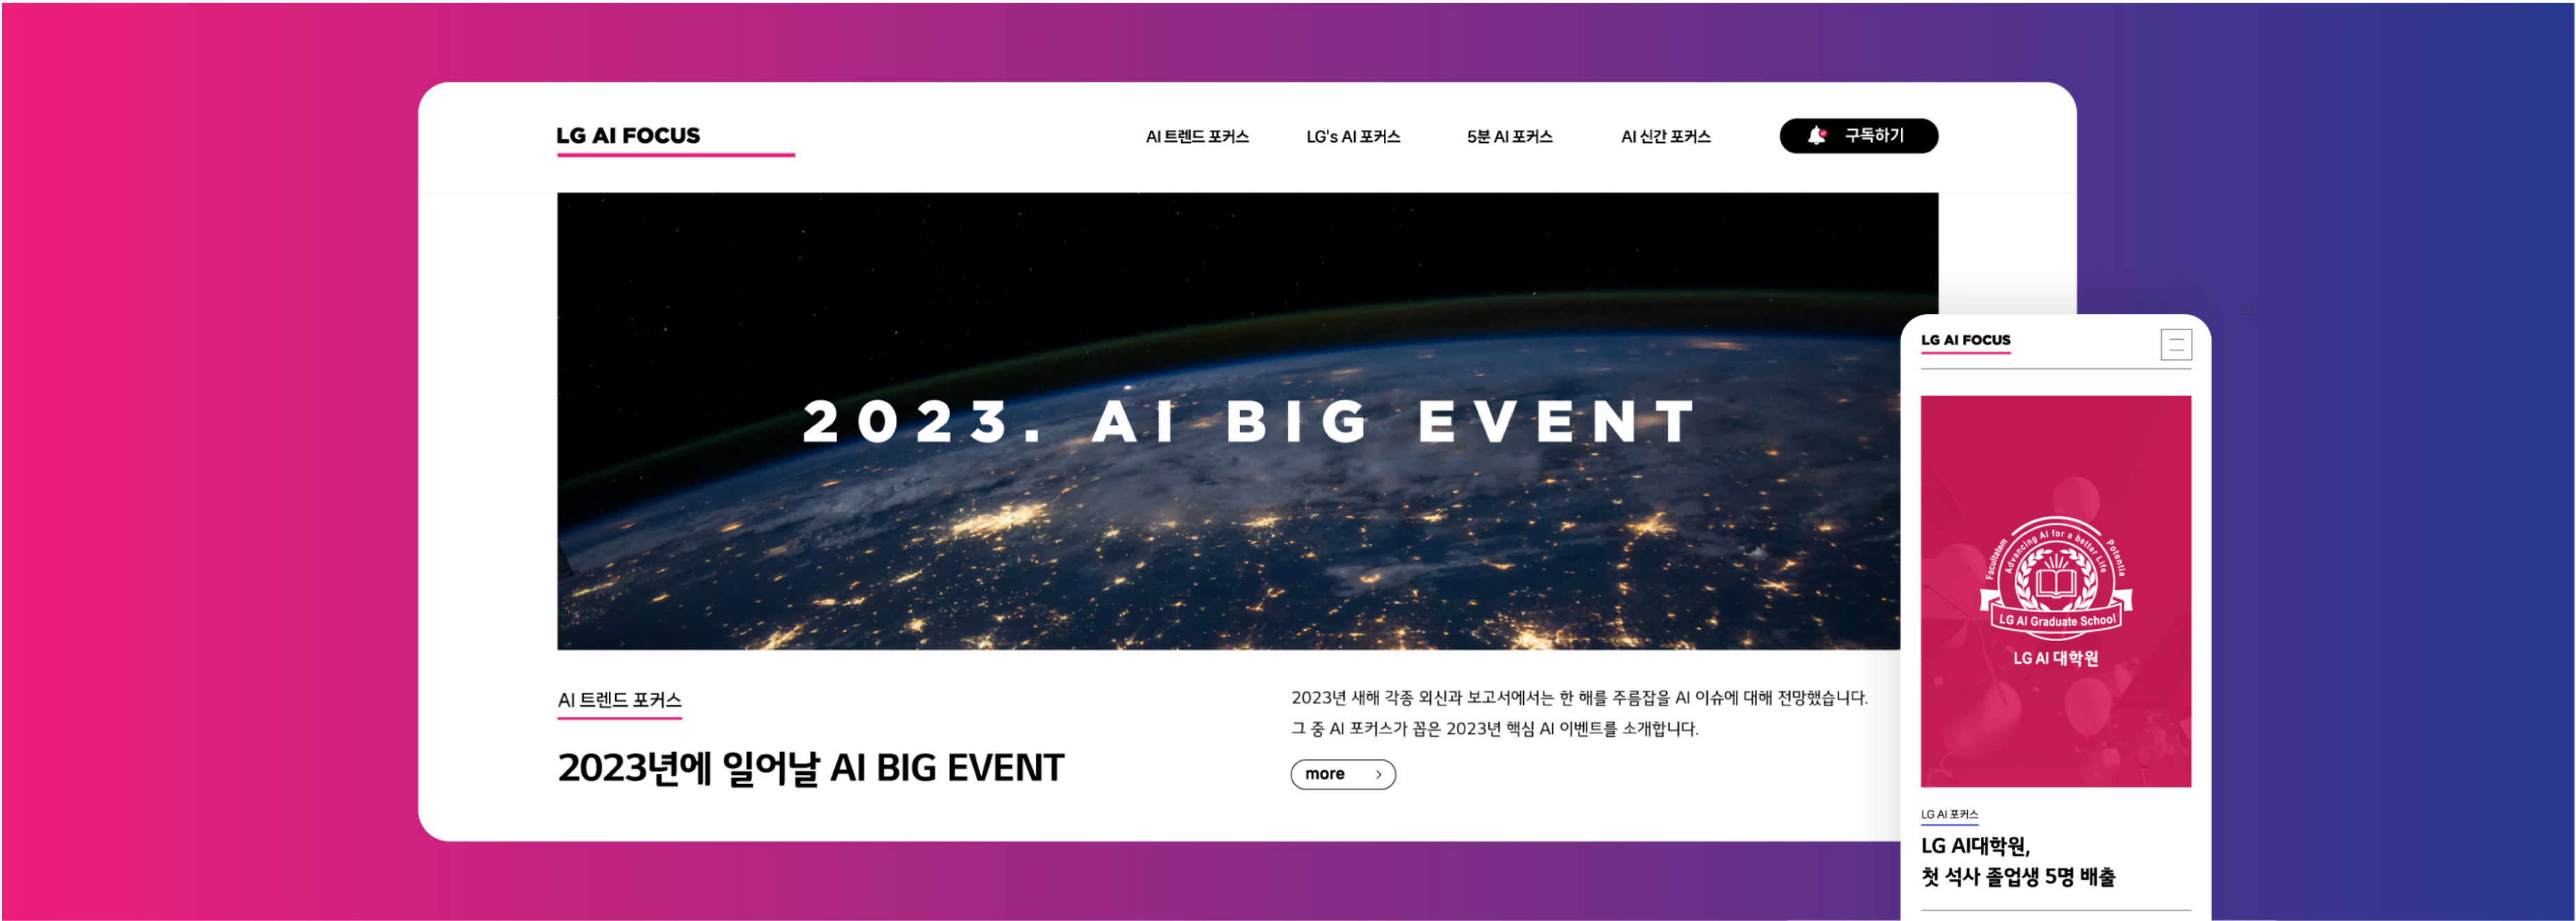 LG AI FOCUS
AI 트렌드 포커스
LG's AI 포커스
5분 AI 포커스
AI 신간 포커스
구독하기
2023. AI BIG EVENT
AI 트렌드 포커스
2023년에 일어날 AI BIG EVENT
2023년 새해 각종 외신과 보고서에서는 한 해를 주름잡을 AI 이슈에 대해 전망했습니다.
그 중 AI 포커스가 꼽은 2023년 핵심 AI 이벤트를 소개합니다.
more
LG AI FOCUS
Facultatem
Advancing AI for a better Life
Potentia
LG AI Graduate School
LG AI 대학원
LG AI 포커스
LG AI대학원,
첫 석사 졸업생 5명 배출